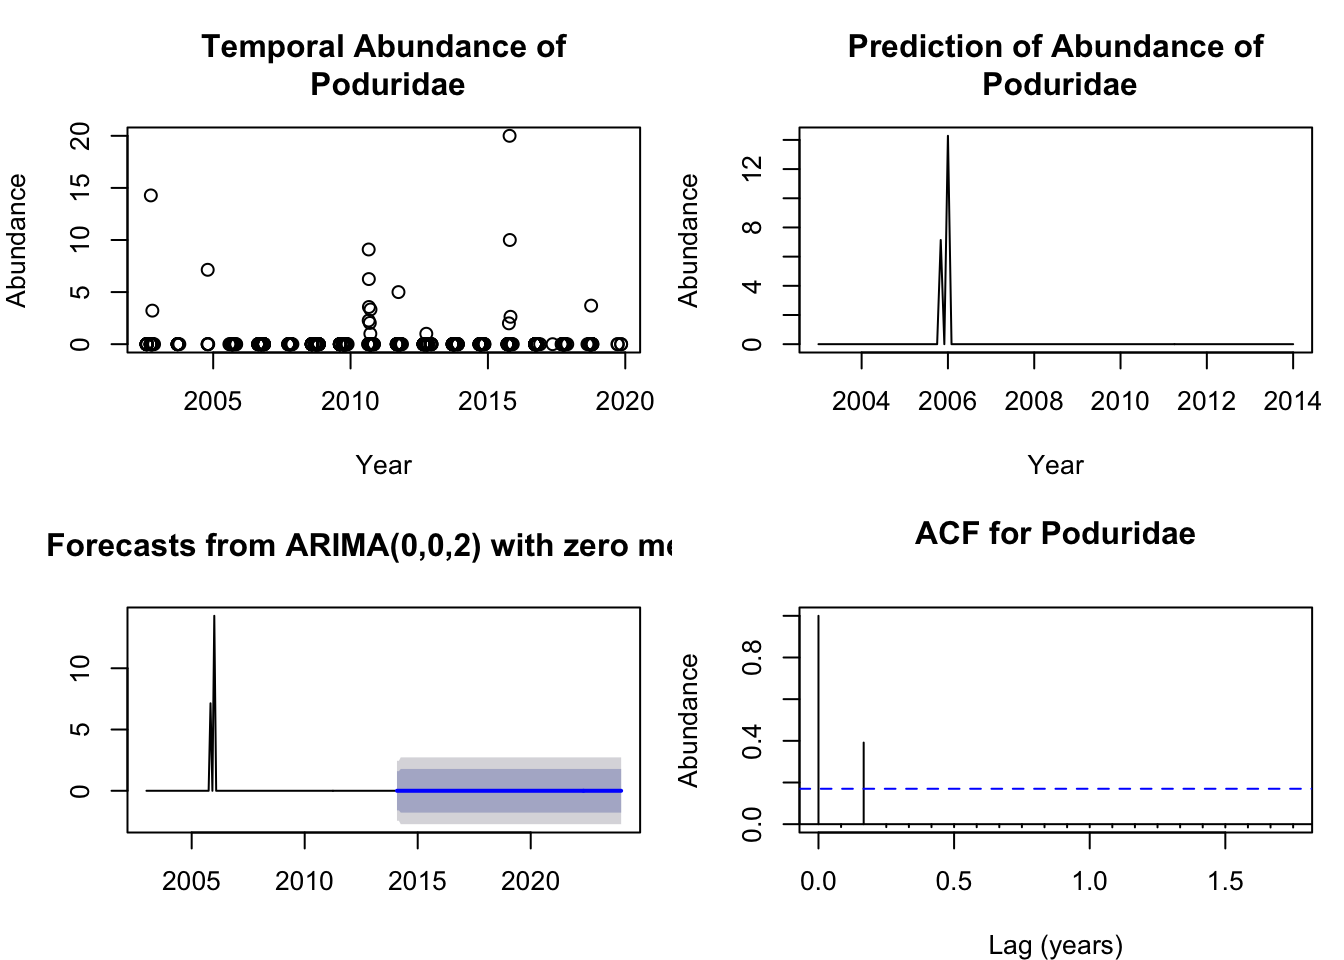 Temporal Abundance of
Poduridae
Abundance
0 5 10 15 20
2005 2010 2015 2020
Year
Prediction of Abundance of
Poduridae
Abundance
0 4 8 12
2004 2006 2008 2010 2012 2014
Year
Forecasts from ARIMA(0,0,2) with zero me
0 5 10
2005 2010 2015 2020
ACF for Poduridae
Abundance
0.0 0.4 0.8
0.0 0.5 1.0 1.5
Lag (years)